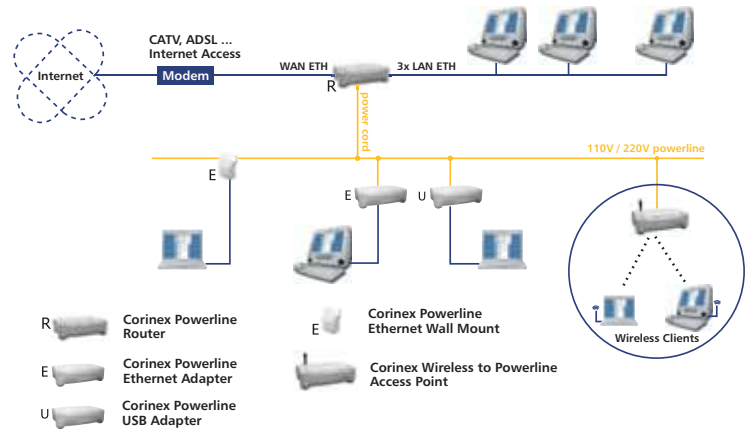 CATV, ADSL ...
Internet Access
Internet
Modem
WAN ETH
3x LAN ETH
R
power cord
110V / 220V powerline
E
E
U
Wireless Clients
R
Corinex Powerline
Router
E
Corinex Powerline
Ethernet Adapter
U
Corinex Powerline
USB Adapter
E
Corinex Powerline
Ethernet Wall Mount
Corinex Wireless to Powerline
Access Point